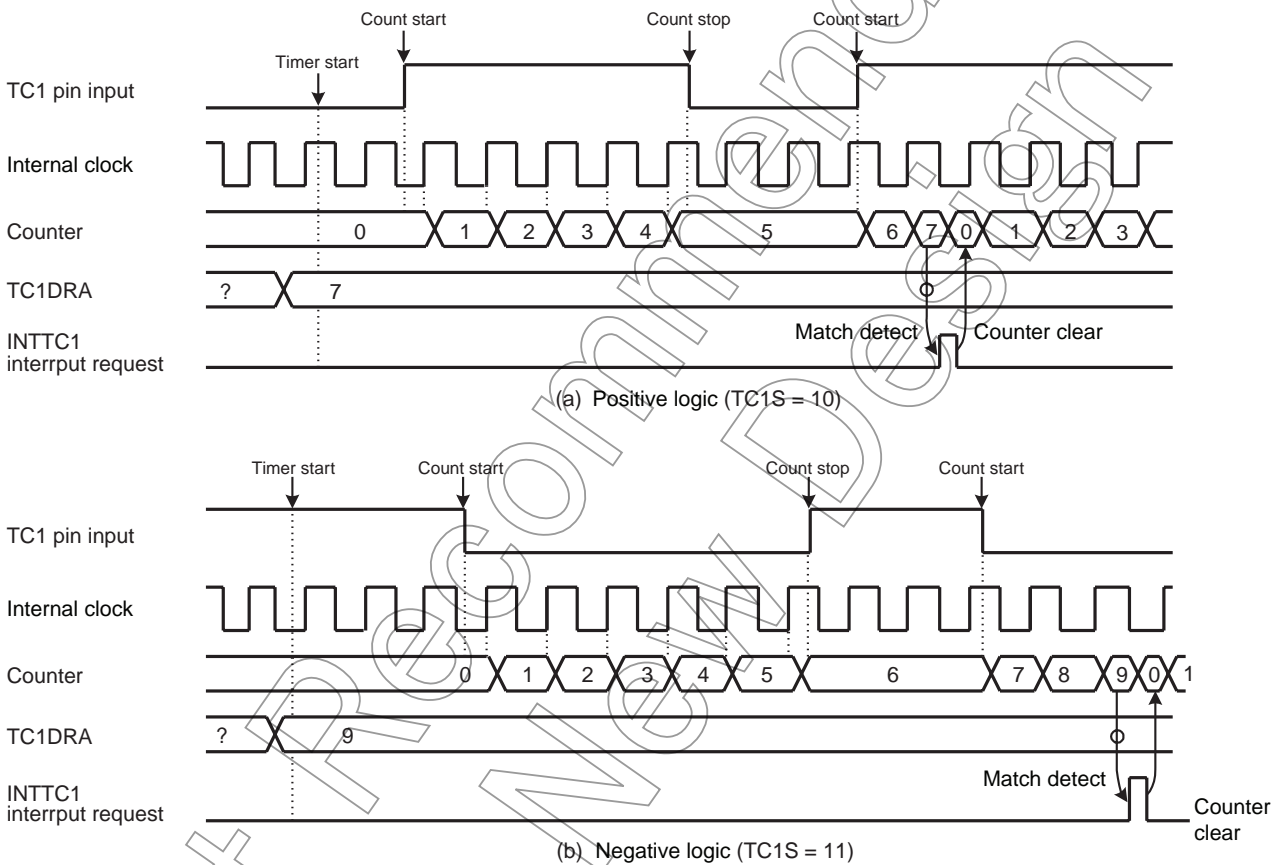 Count start Count stop Count start
Timer start
TC1 pin input
Internal clock
Counter 0 1 2 3 4 5 6 7 0 1 2 3
TC1DRA ? 7
Match detect Counter clear
INTTC1
interrput request
(a) Positive logic (TC1S = 10)
Timer start Count start Count stop Count start
TC1 pin input
Internal clock
Counter 0 1 2 3 4 5 6 7 8 9 0 1
TC1DRA ? 9
Match detect
INTTC1
interrput request
Counter
clear
(b) Negative logic (TC1S = 11)
Recommend
New Design